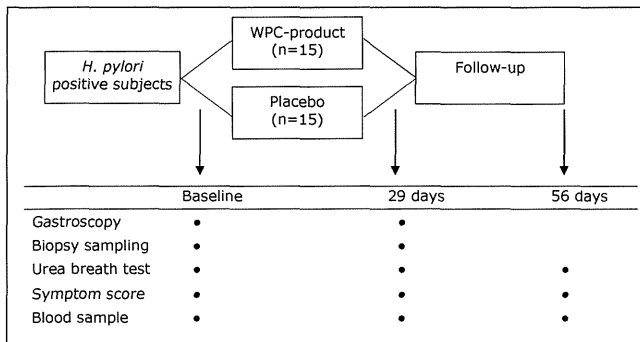 WPC-product
(n=15)
H. pylori
positive subjects
Follow-up
Placebo
(n=15)
Baseline 29 days 56 days
Gastroscopy • •
Biopsy sampling • •
Urea breath test • • •
Symptom score • • •
Blood sample • • •